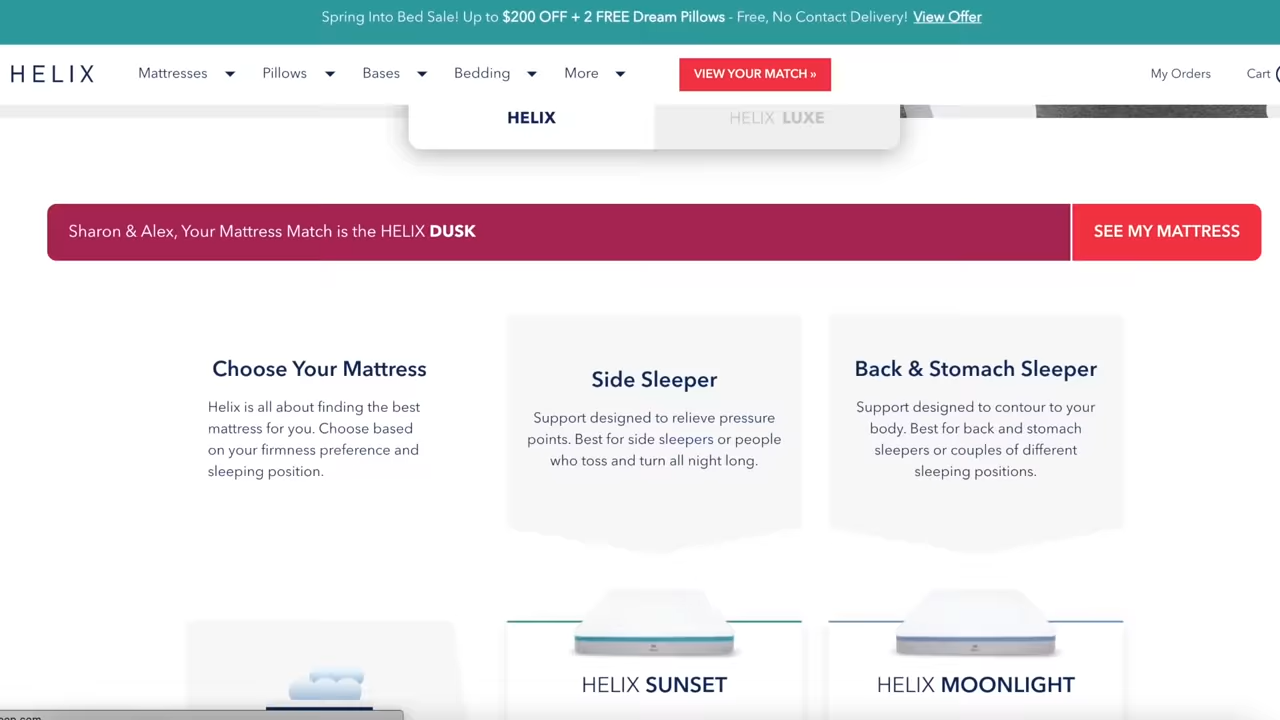 Spring Into Bed Sale! Up to $200 OFF + 2 FREE Dream Pillows - Free, No Contact Delivery! View Offer
HELIX Mattresses Pillows Bases Bedding More VIEW YOUR MATCH » My Orders Cart
HELIX HELIX LUXE
Sharon & Alex, Your Mattress Match is the HELIX DUSK SEE MY MATTRESS
Choose Your Mattress
Helix is all about finding the best
mattress for you. Choose based
on your firmness preference and
sleeping position.
Side Sleeper
Support designed to relieve pressure
points. Best for side sleepers or people
who toss and turn all night long.
Back & Stomach Sleeper
Support designed to contour to your
body. Best for back and stomach
sleepers or couples of different
sleeping positions.
HELIX SUNSET
HELIX MOONLIGHT